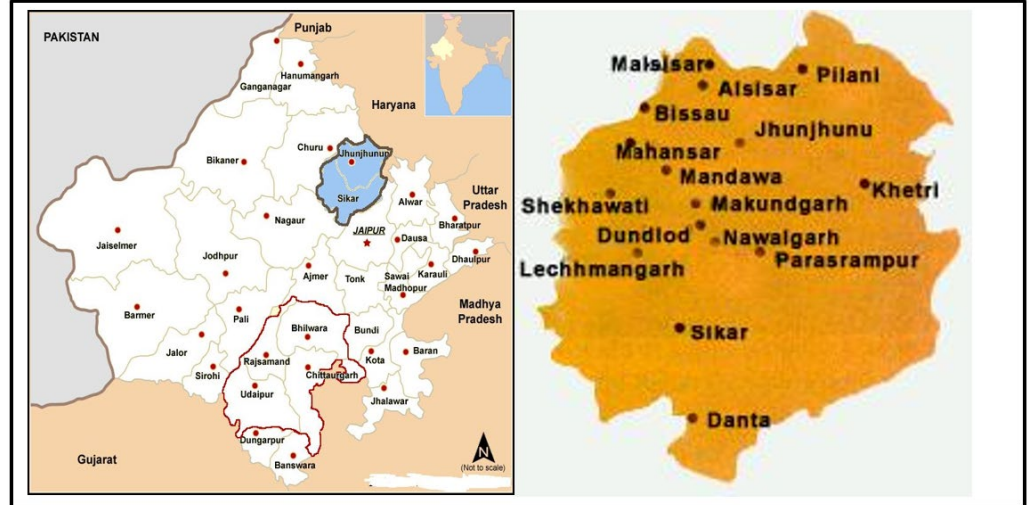 Punjab
PAKISTAN
Hanumangarh
Ganganagar
Haryana
Churu
Jhunjhunun
Bikaner
Sikar
Uttar
Pradesh
Alwar
Nagaur
Bharatpur
JAIPUR
Dausa
Jaiselmer
Dhaulpur
Jodhpur
Ajmer
Tonk
Sawai
Madhopur
Karauli
Madhya
Pradesh
Barmer
Pali
Bhilwara
Bundi
Jalor
Rajsamand
Kota
Baran
Sirohi
Chittaurgarh
Udaipur
Jhalawar
Dungarpur
Banswara
Gujarat
N
(Not to scale)
Malsisar
Pilani
Alsisar
Bissau
Jhunjhunu
Mahansar
Mandawa
Khetri
Shekhawati
Makundgarh
Dundlod
Nawalgarh
Parasrampur
Lechhmangarh
Sikar
Danta